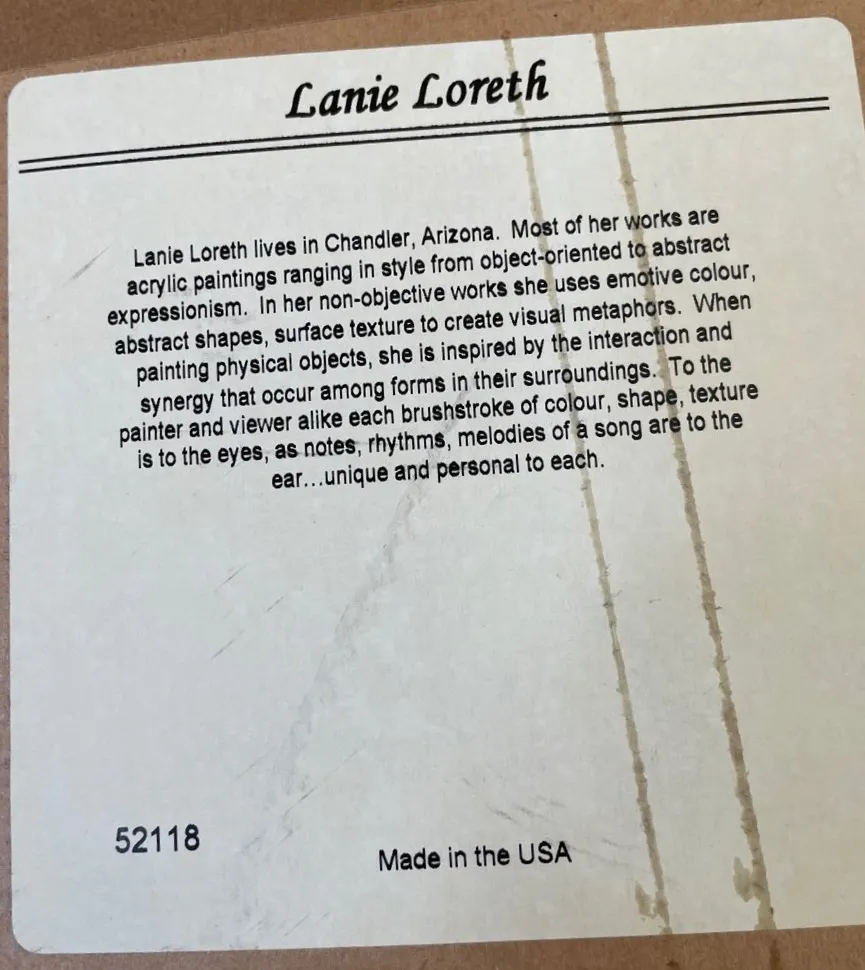 Lanie Loreth
Lanie Loreth lives in Chandler, Arizona. Most of her works are
acrylic paintings ranging in style from object-oriented to abstract
expressionism. In her non-objective works she uses emotive colour,
abstract shapes, surface texture to create visual metaphors. When
painting physical objects, she is inspired by the interaction and
synergy that occur among forms in their surroundings. To the
painter and viewer alike each brushstroke of colour, shape, texture
is to the eyes, as notes, rhythms, melodies of a song are to the
ear...unique and personal to each.
52118
Made in the USA